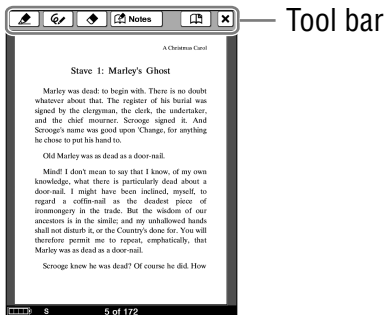 Notes
Tool bar
A Christmas Carol
Stave 1: Marley's Ghost
Marley was dead: to begin with. There is no doubt
whatever about that. The register of his burial was
signed by the clergyman, the clerk, the undertaker,
and the chief mourner. Scrooge signed it. And
Scrooge's name was good upon 'Change, for anything
he chose to put his hand to.
Old Marley was as dead as a door-nail.
Mind! I don't mean to say that I know, of my own
knowledge, what there is particularly dead about a
door-nail. I might have been inclined, myself, to
regard a coffin-nail as the deadest piece of
ironmongery in the trade. But the wisdom of our
ancestors is in the simile; and my unhallowed hands
shall not disturb it, or the Country's done for. You will
therefore permit me to repeat, emphatically, that
Marley was as dead as a door-nail.
Scrooge knew he was dead? Of course he did. How
S 5 of 172